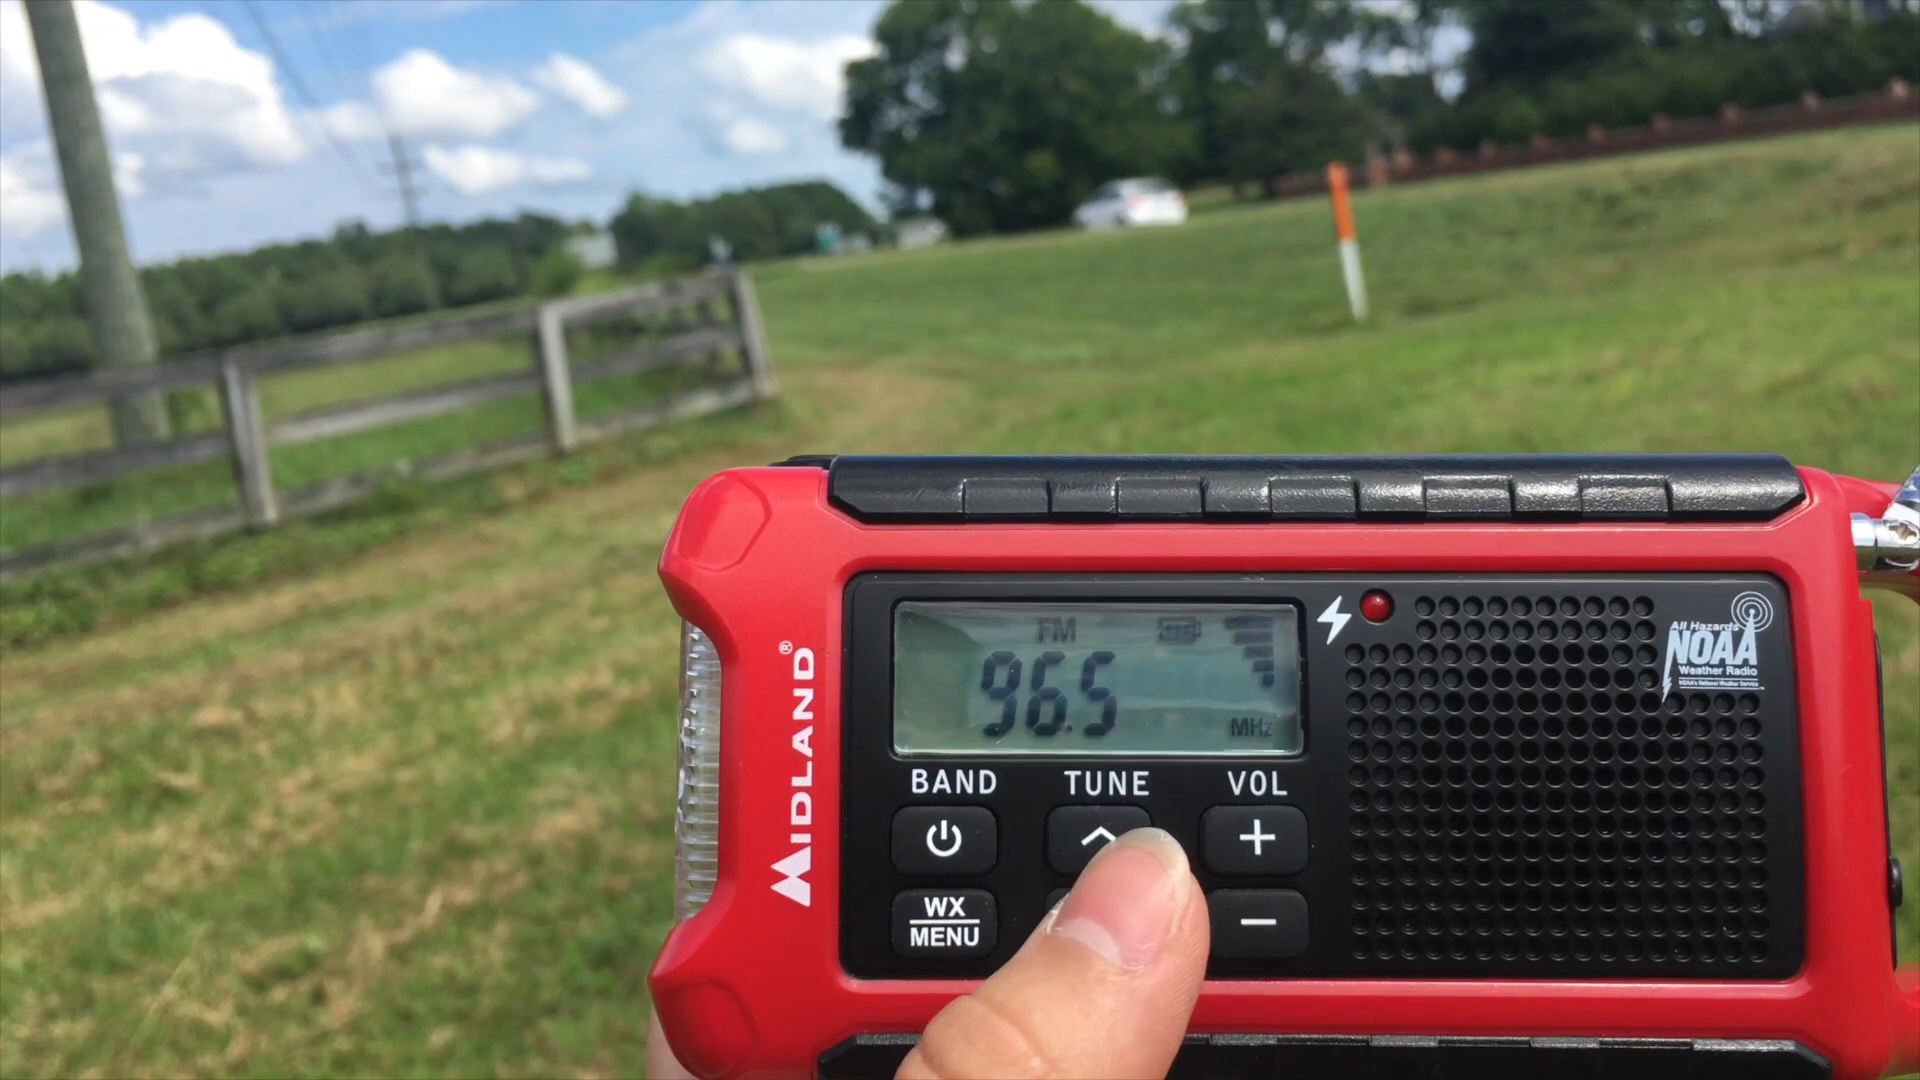 FM
96.5
MHz
BAND TUNE VOL
WX
MENU
MIDLAND®
All Hazards
NOAA
Weather Radio